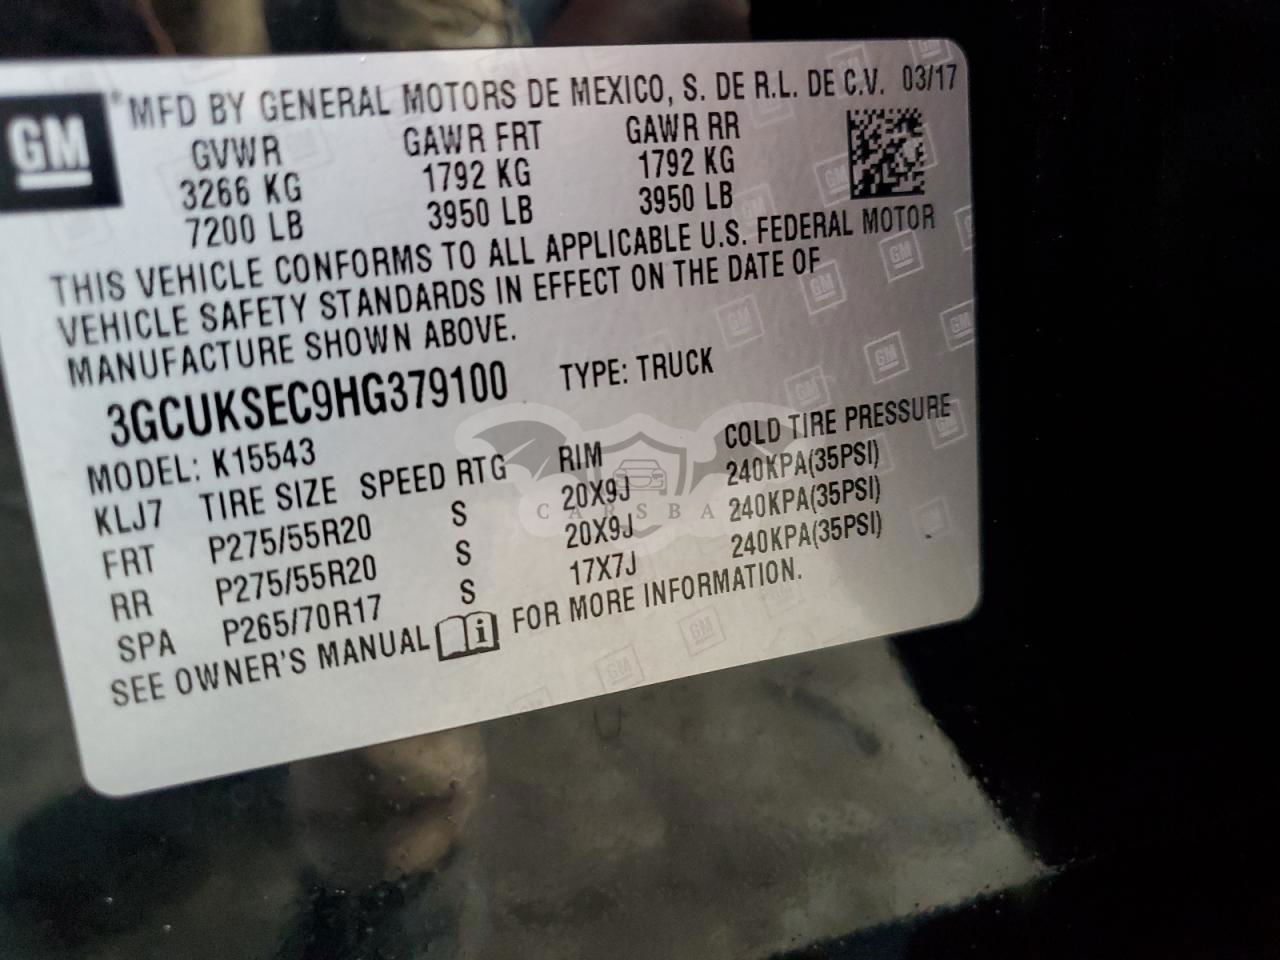 GM
MFD BY GENERAL MOTORS DE MEXICO, S. DE R.L. DE C.V. 03/17
GVWR GAWR FRT GAWR RR
3266 KG 1792 KG 1792 KG
7200 LB 3950 LB 3950 LB
THIS VEHICLE CONFORMS TO ALL APPLICABLE U.S. FEDERAL MOTOR
VEHICLE SAFETY STANDARDS IN EFFECT ON THE DATE OF
MANUFACTURE SHOWN ABOVE.
3GCUKSEC9HG379100 TYPE: TRUCK
MODEL: K15543
KLJ7 TIRE SIZE SPEED RTG RIM COLD TIRE PRESSURE
FRT P275/55R20 S 20X9J 240KPA(35PSI)
RR P275/55R20 S 20X9J 240KPA(35PSI)
SPA P265/70R17 S 17X7J 240KPA(35PSI)
SEE OWNER'S MANUAL i FOR MORE INFORMATION.